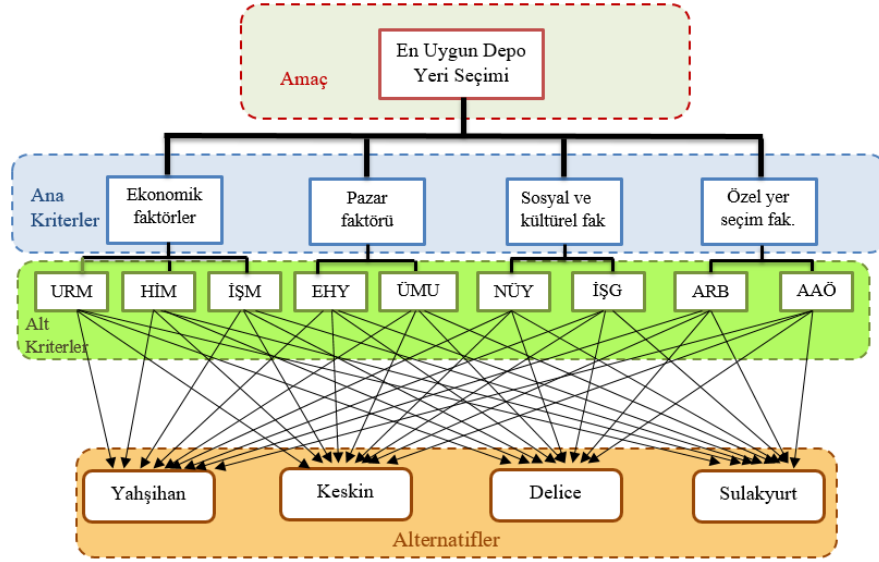 En Uygun Depo
Yeri Seçimi
Amaç
Ana
Kriterler
Ekonomik
faktörler
Pazar
faktörü
Sosyal ve
kültürel fak
Özel yer
seçim fak.
URM
HİM
İŞM
EHY
ÜMU
NÜY
İŞG
ARB
AAÖ
Alt
Kriterler
Yahşihan
Keskin
Delice
Sulakyurt
Alternatifler